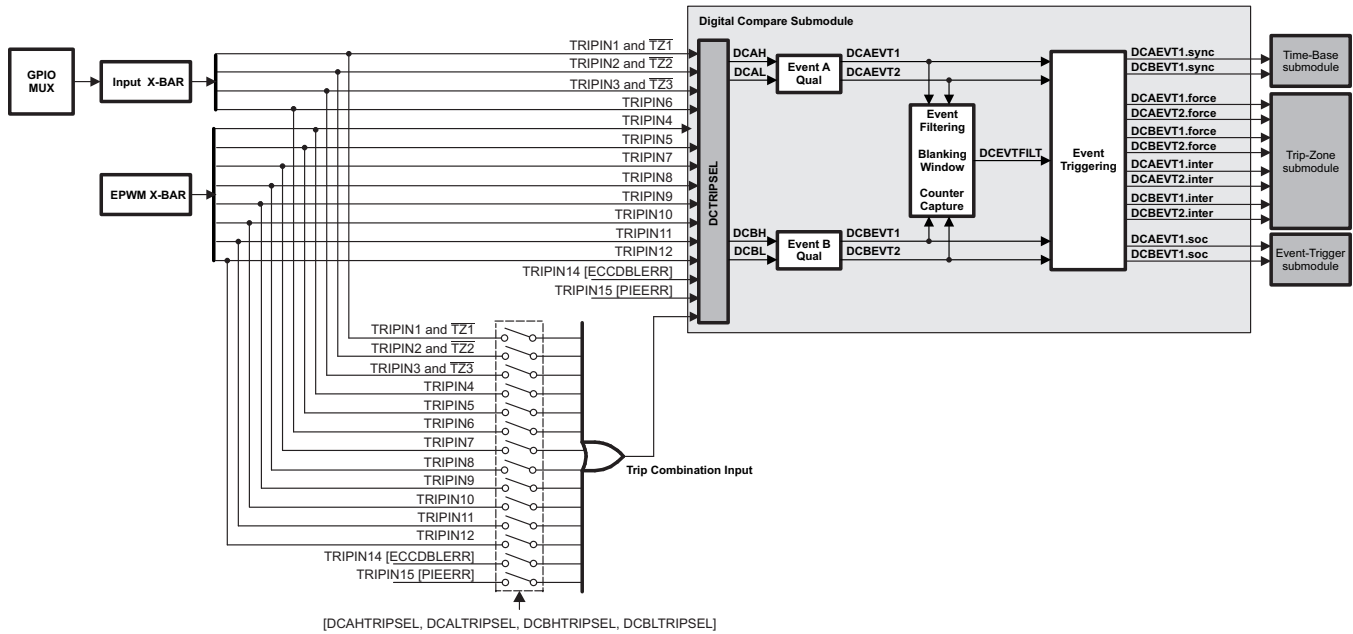 Digital Compare Submodule
GPIO
MUX
Input X-BAR
EPWM X-BAR
TRIPIN1 and TZ1
TRIPIN2 and TZ2
TRIPIN3 and TZ3
TRIPIN6
TRIPIN4
TRIPIN5
TRIPIN7
TRIPIN8
TRIPIN9
TRIPIN10
TRIPIN11
TRIPIN12
TRIPIN14 [ECCDBLERR]
TRIPIN15 [PIEERR]
DCTRIPSEL
DCAH
DCAL
Event A
Qual
DCAEVT1
DCAEVT2
DCBH
DCBL
Event B
Qual
DCBEVT1
DCBEVT2
Event
Filtering
Blanking
Window
Counter
Capture
DCEVTFILT
Event
Triggering
DCAEVT1.sync
DCBEVT1.sync
DCAEVT1.force
DCAEVT2.force
DCBEVT1.force
DCBEVT2.force
DCAEVT1.inter
DCAEVT2.inter
DCBEVT1.inter
DCBEVT2.inter
DCAEVT1.soc
DCBEVT1.soc
Time-Base
submodule
Trip-Zone
submodule
Event-Trigger
submodule
TRIPIN1 and TZ1
TRIPIN2 and TZ2
TRIPIN3 and TZ3
TRIPIN4
TRIPIN5
TRIPIN6
TRIPIN7
TRIPIN8
TRIPIN9
TRIPIN10
TRIPIN11
TRIPIN12
TRIPIN14 [ECCDBLERR]
TRIPIN15 [PIEERR]
Trip Combination Input
[DCAHTRIPSEL, DCALTRIPSEL, DCBHTRIPSEL, DCBLTRIPSEL]